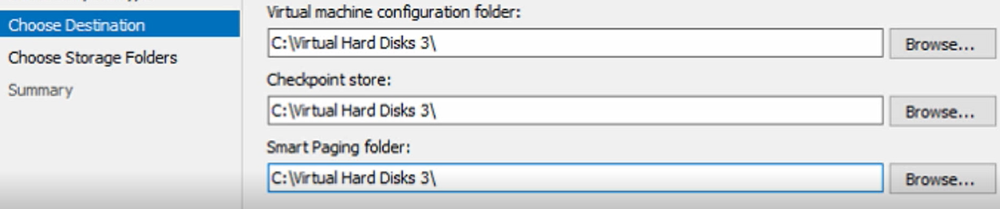 Choose Destination
Choose Storage Folders
Summary
Virtual machine configuration folder:
C:\Virtual Hard Disks 3\
Browse...
Checkpoint store:
C:\Virtual Hard Disks 3\
Browse...
Smart Paging folder:
C:\Virtual Hard Disks 3\
Browse...